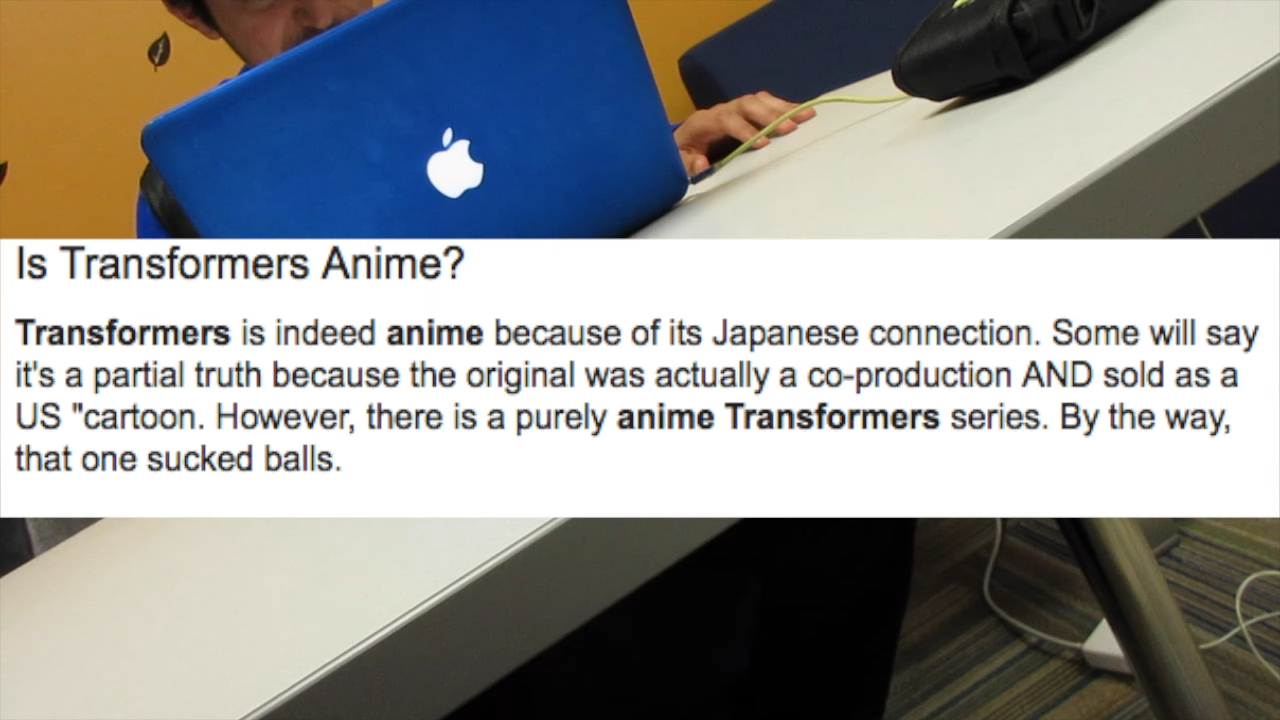 Is Transformers Anime?
Transformers is indeed anime because of its Japanese connection. Some will say
it's a partial truth because the original was actually a co-production AND sold as a
US "cartoon. However, there is a purely anime Transformers series. By the way,
that one sucked balls.